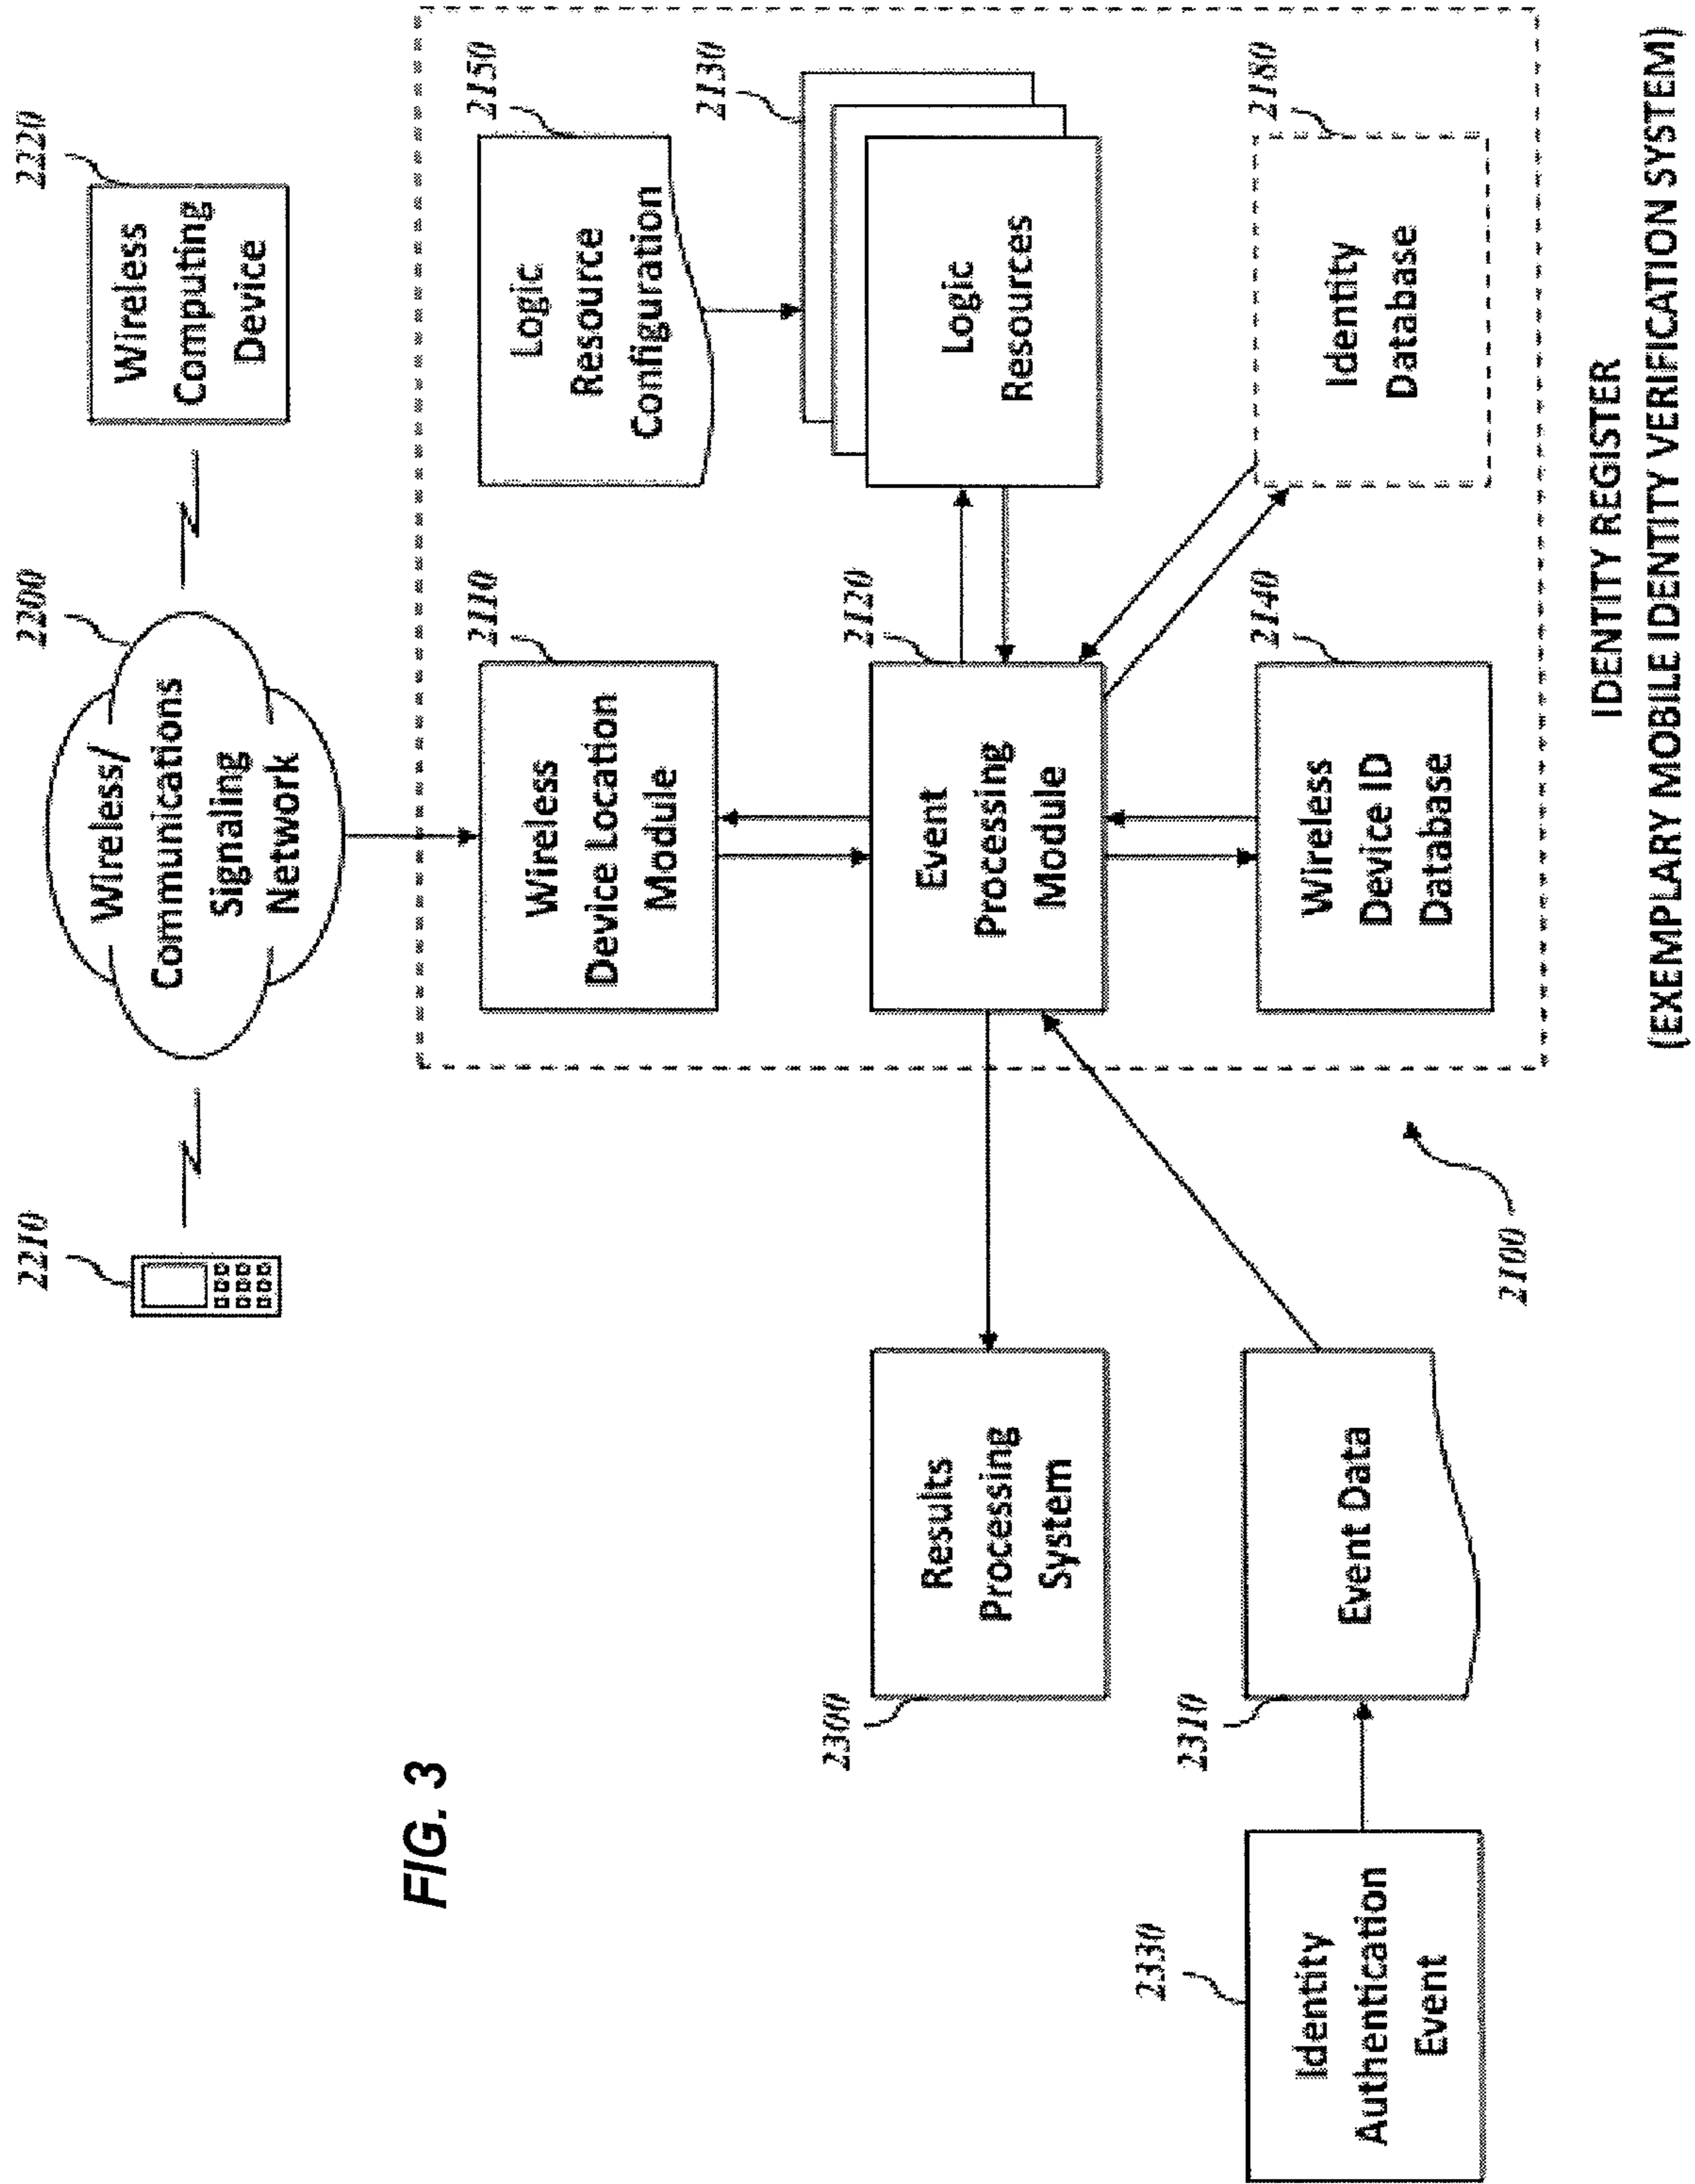 2210
2200
2220
Wireless/
Communications
Signaling
Network
Wireless
Computing
Device
FIG. 3
2110
2150
Wireless
Device Location
Module
Logic
Resource
Configuration
2130
2300
2120
Results
Processing
System
Event
Processing
Module
Logic
Resources
2330
2310
2140
2180
Identity
Authentication
Event
Event Data
Wireless
Device ID
Database
Identity
Database
2100
IDENTITY REGISTER
(EXEMPLARY MOBILE IDENTITY VERIFICATION SYSTEM)